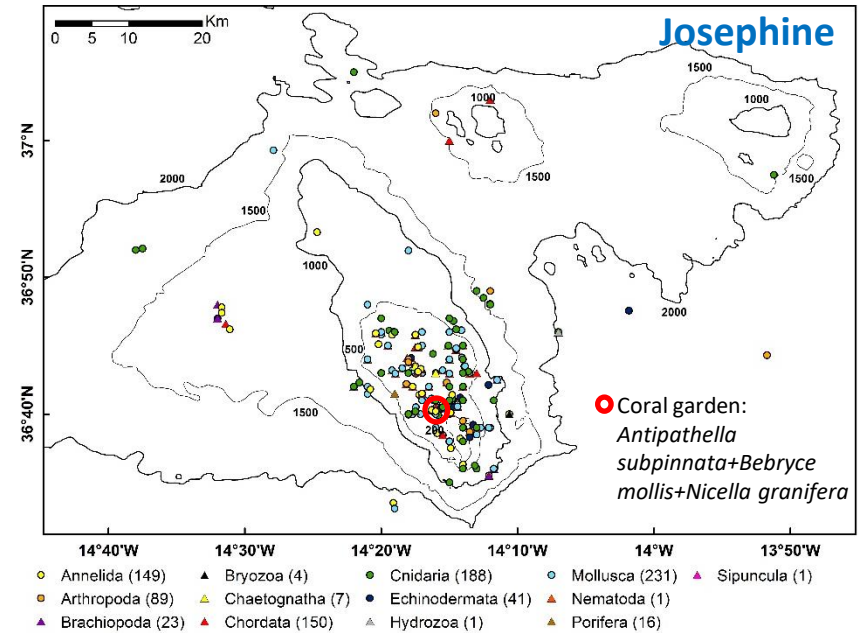 Josephine
Km
0 5 10 20
1500
1000
1000
1500
1500
2000
1500
1000
500
2000
1500
200
37°N
36°50'N
36°40'N
Coral garden:
Antipathella
subpinnata+Bebryce
mollis+Nicella granifera
14°40'W 14°30'W 14°20'W 14°10'W 14°W 13°50'W
Annelida (149) Bryozoa (4) Cnidaria (188) Mollusca (231) Sipuncula (1)
Arthropoda (89) Chaetognatha (7) Echinodermata (41) Nematoda (1)
Brachiopoda (23) Chordata (150) Hydrozoa (1) Porifera (16)